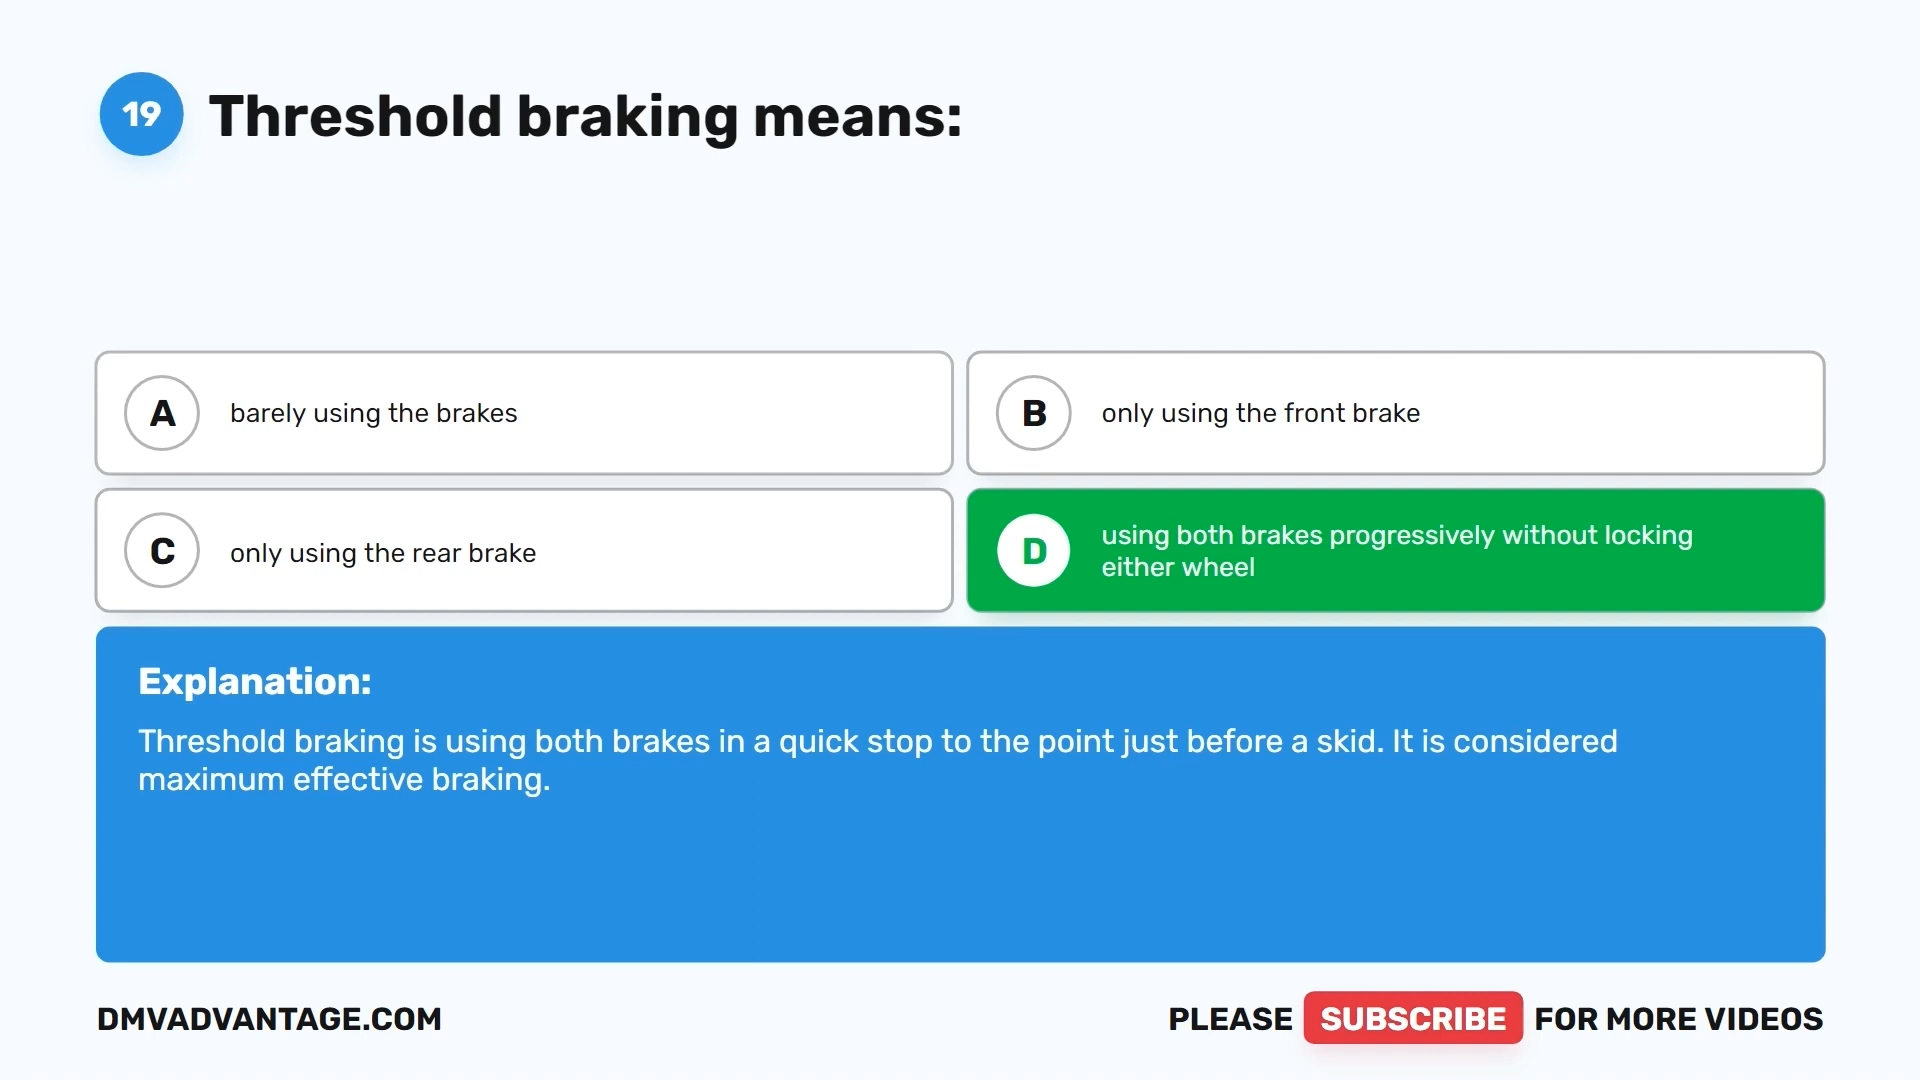 19
Threshold braking means:
A
barely using the brakes
B
only using the front brake
C
only using the rear brake
D
using both brakes progressively without locking
either wheel
Explanation:
Threshold braking is using both brakes in a quick stop to the point just before a skid. It is considered
maximum effective braking.
DMVADVANTAGE.COM
PLEASE SUBSCRIBE FOR MORE VIDEOS